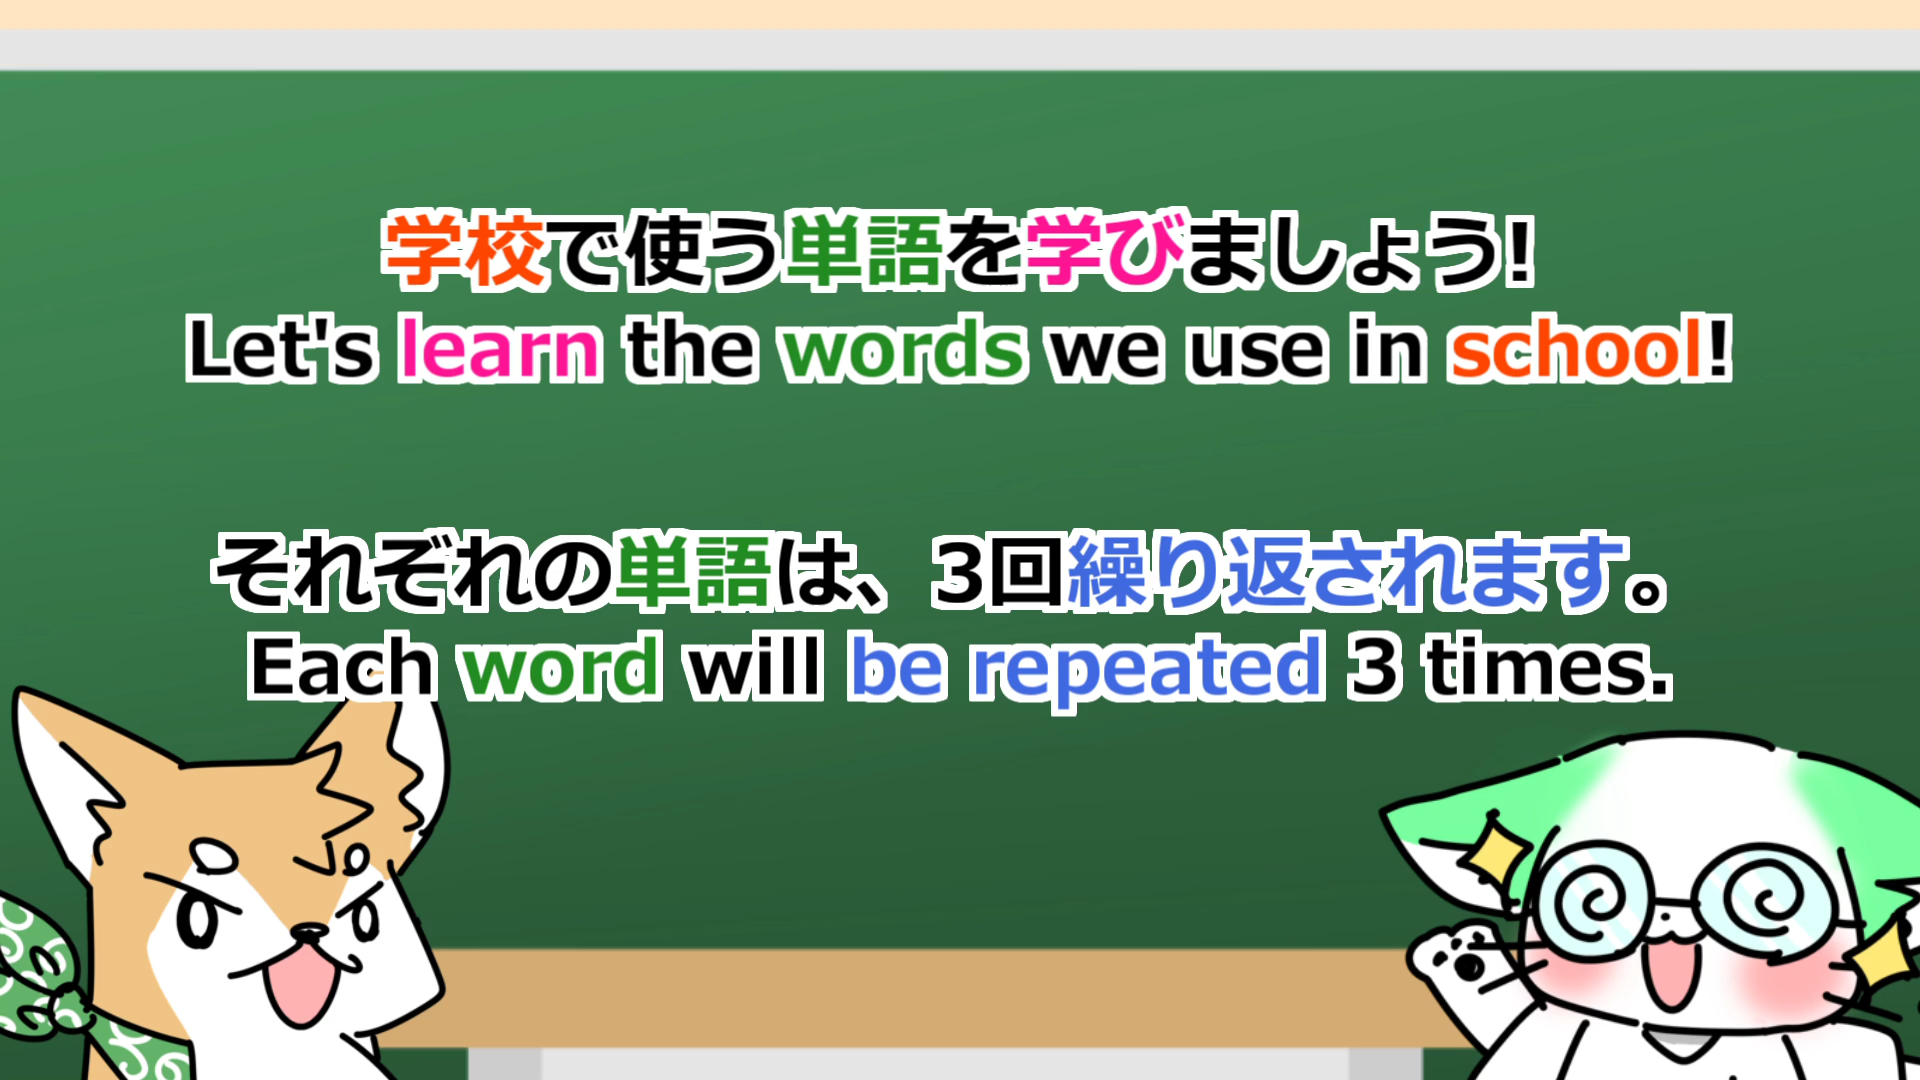 学校で使う単語を学びましょう!
Let's learn the words we use in school!
それぞれの単語は、3回繰り返されます。
Each word will be repeated 3 times.